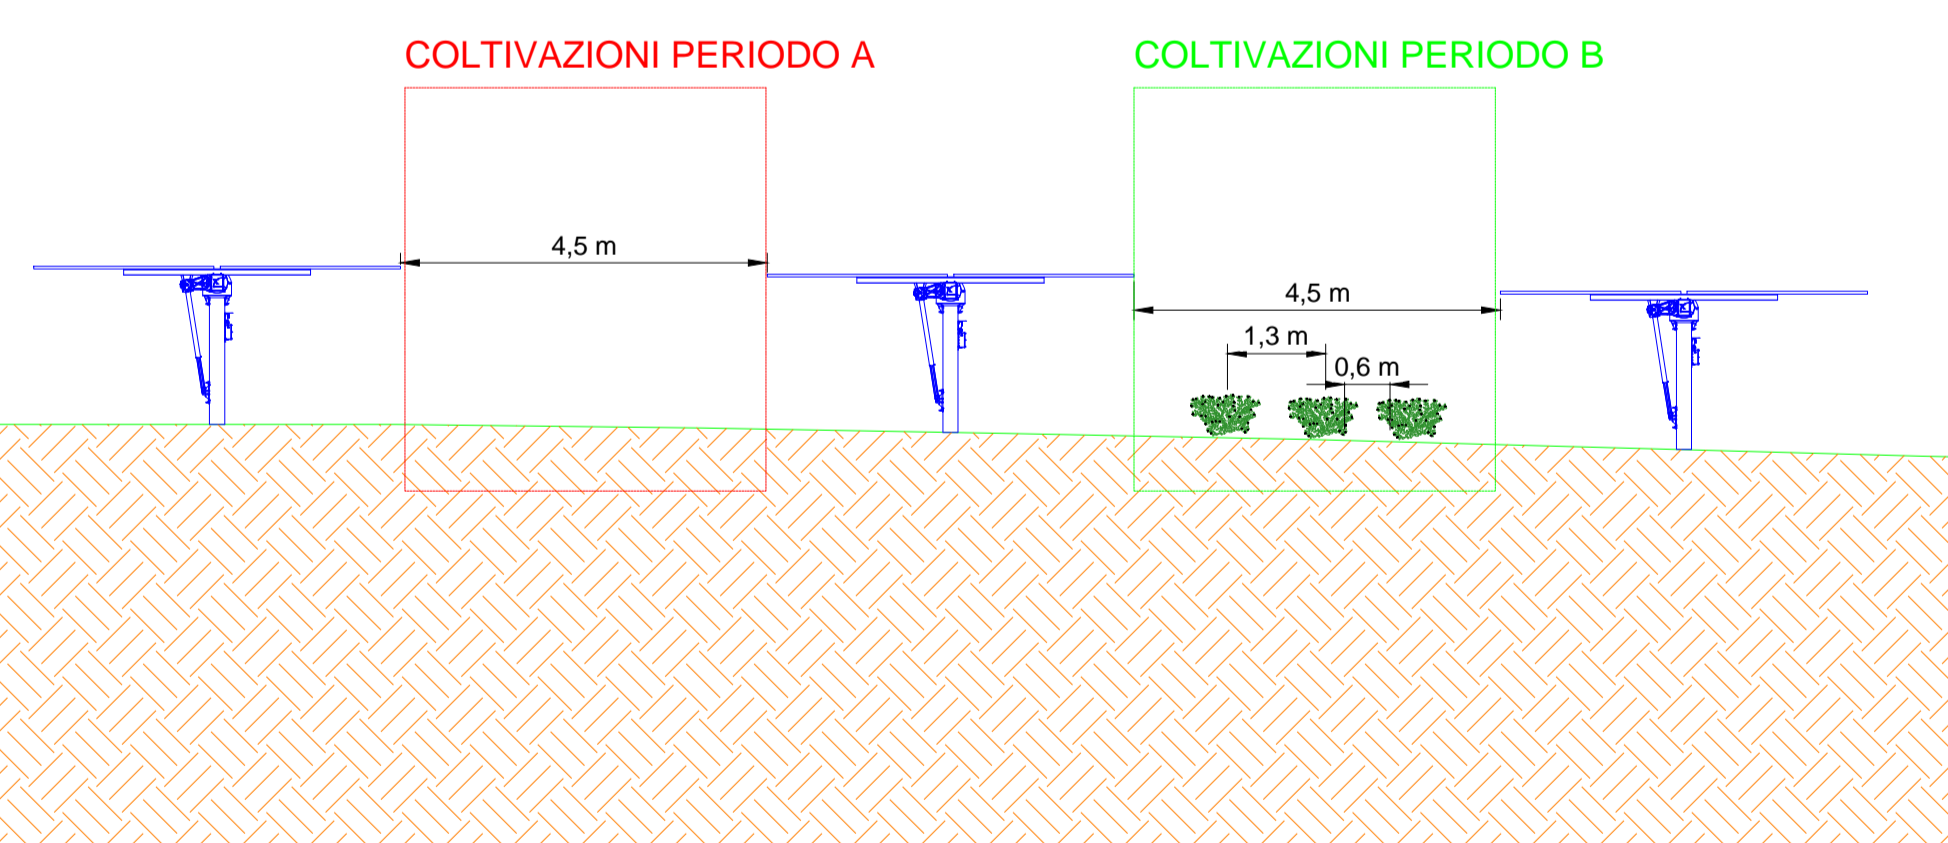 COLTIVAZIONI PERIODO A
COLTIVAZIONI PERIODO B
4,5 m
4,5 m
1,3 m
0,6 m